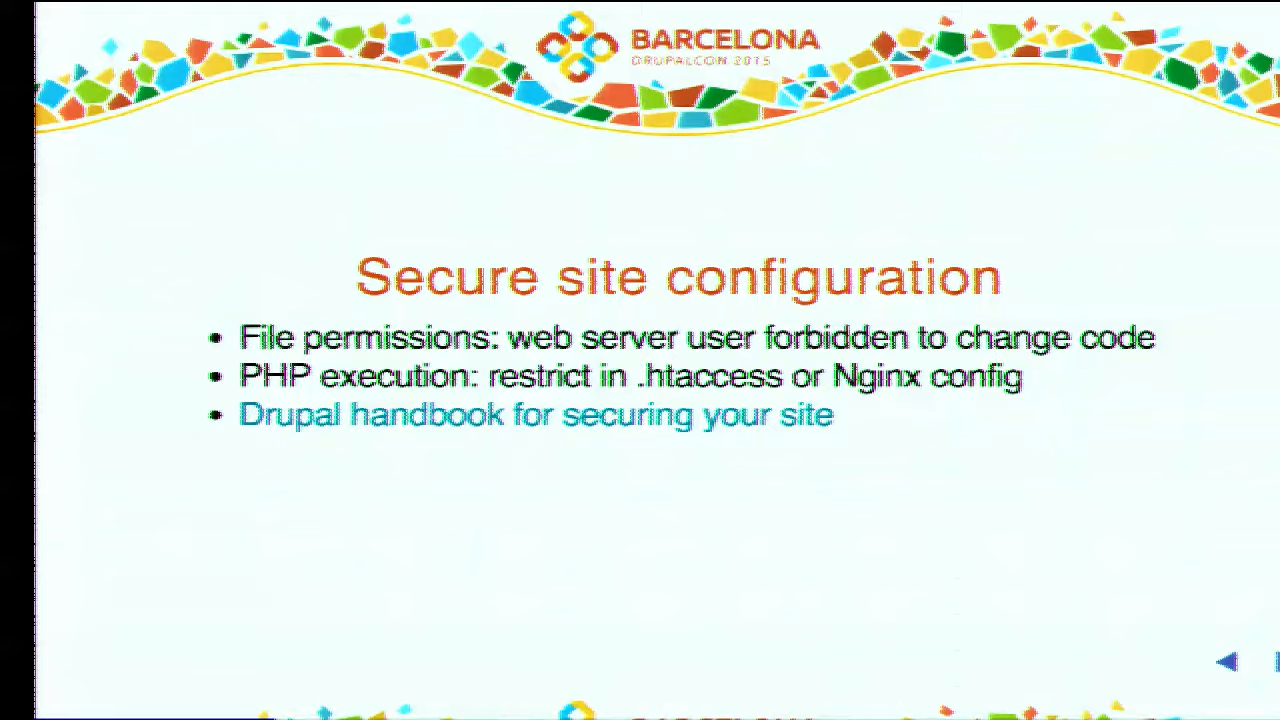 BARCELONA
DRUPALCON 2015
Secure site configuration
• File permissions: web server user forbidden to change code
• PHP execution: restrict in .htaccess or Nginx config
• Drupal handbook for securing your site